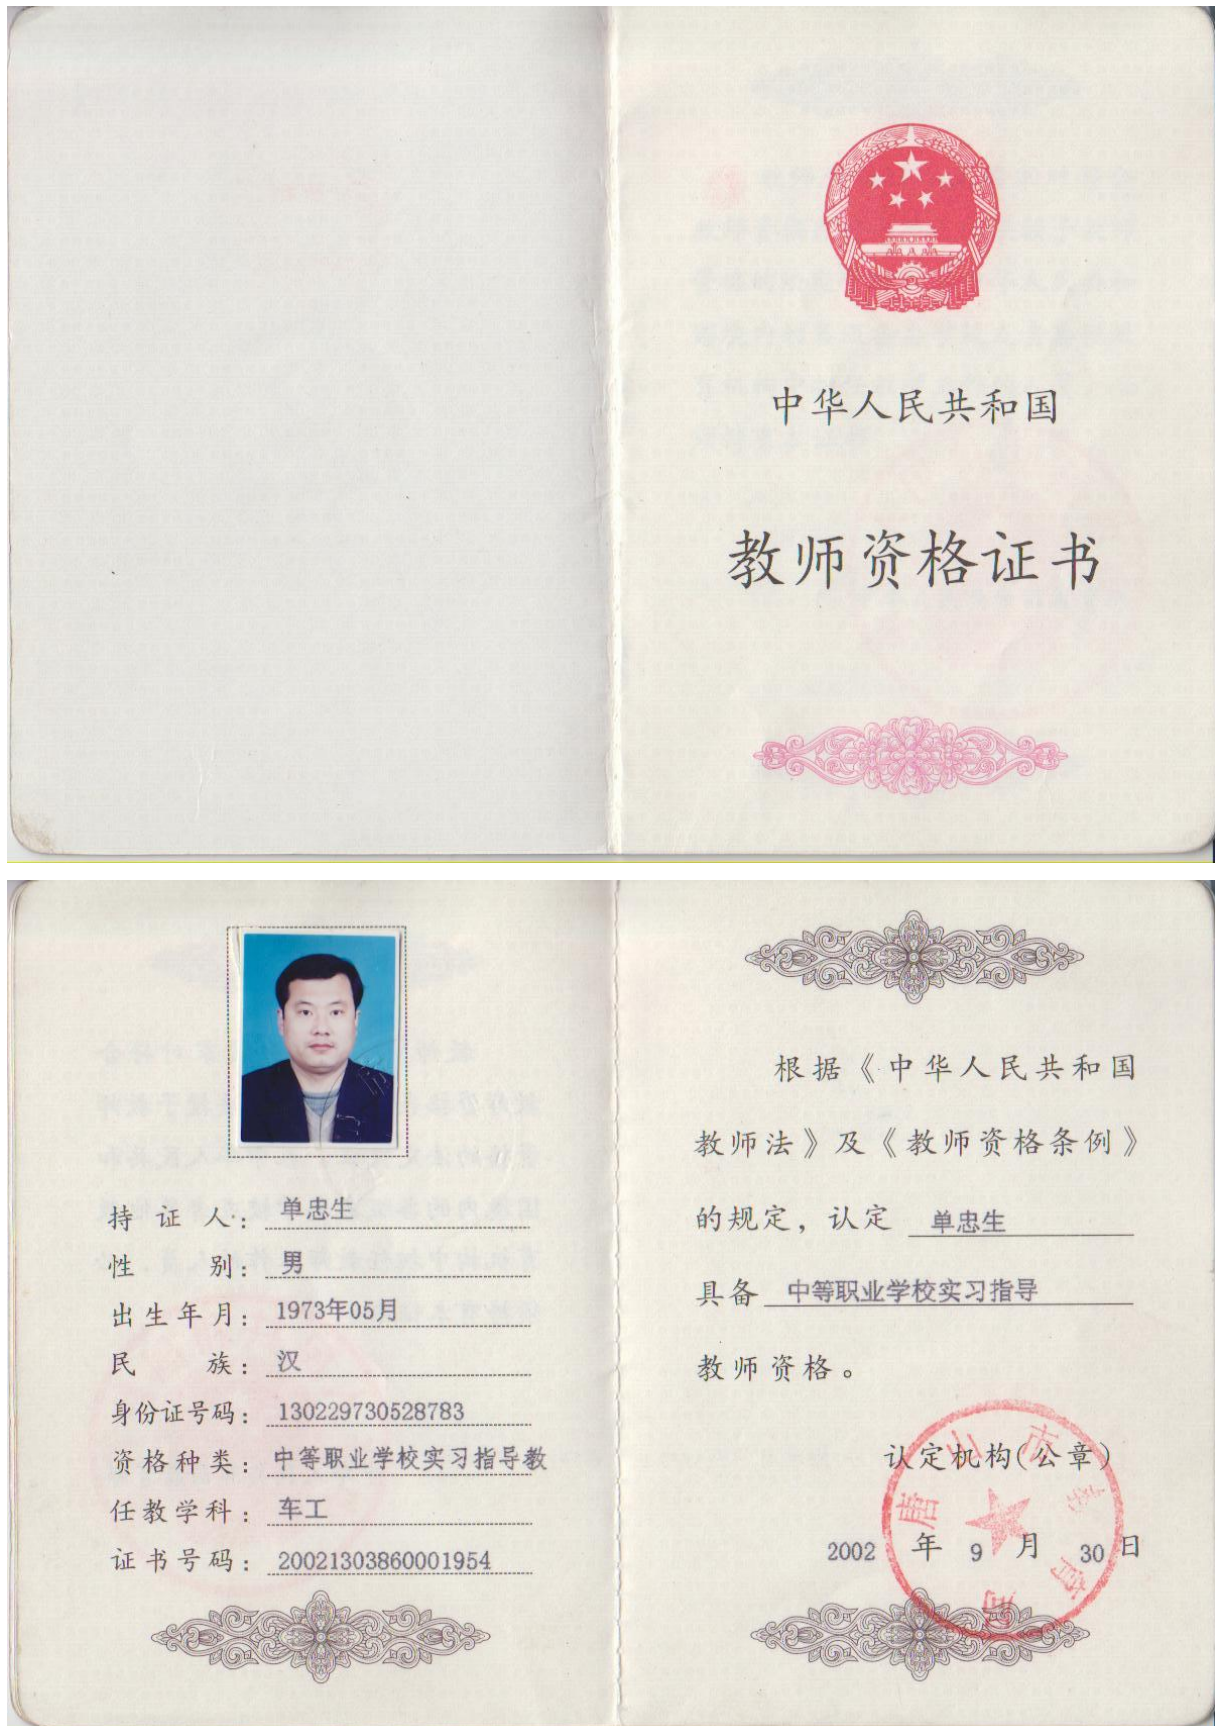 中华人民共和国
教师资格证书
持证人: 单忠生
性别: 男
出生年月: 1973年05月
民族: 汉
身份证号码: 130229730528783
资格种类: 中等职业学校实习指导教
任教学科: 车工
证书号码: 20021303860001954
根据《中华人民共和国
教师法》及《教师资格条例》
的规定,认定 单忠生
具备 中等职业学校实习指导
教师资格。
认定机构(公章)
2002 年 9 月 30 日
唐山市教育局